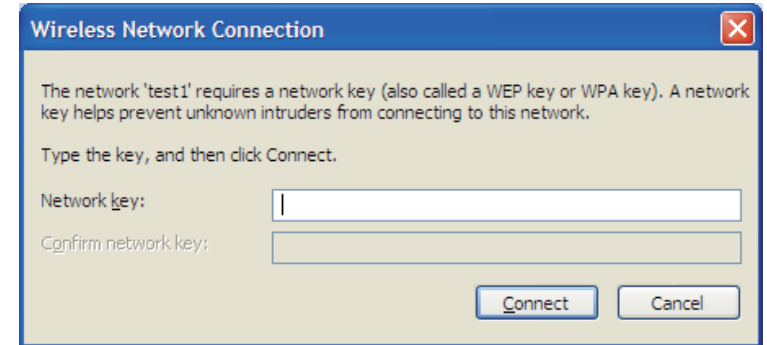 Wireless Network Connection
The network 'test1' requires a network key (also called a WEP key or WPA key). A network
key helps prevent unknown intruders from connecting to this network.
Type the key, and then click Connect.
Network key:
Confirm network key:
Connect Cancel